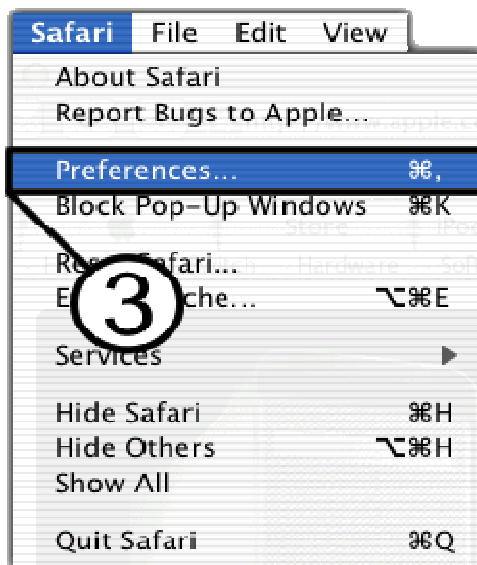 Safari File Edit View
About Safari
Report Bugs to Apple...
Preferences... ⌘,
Block Pop-Up Windows ⌘K
Safari...
... ⌥⌘E
3
Services ▶
Hide Safari ⌘H
Hide Others ⌥⌘H
Show All
Quit Safari ⌘Q